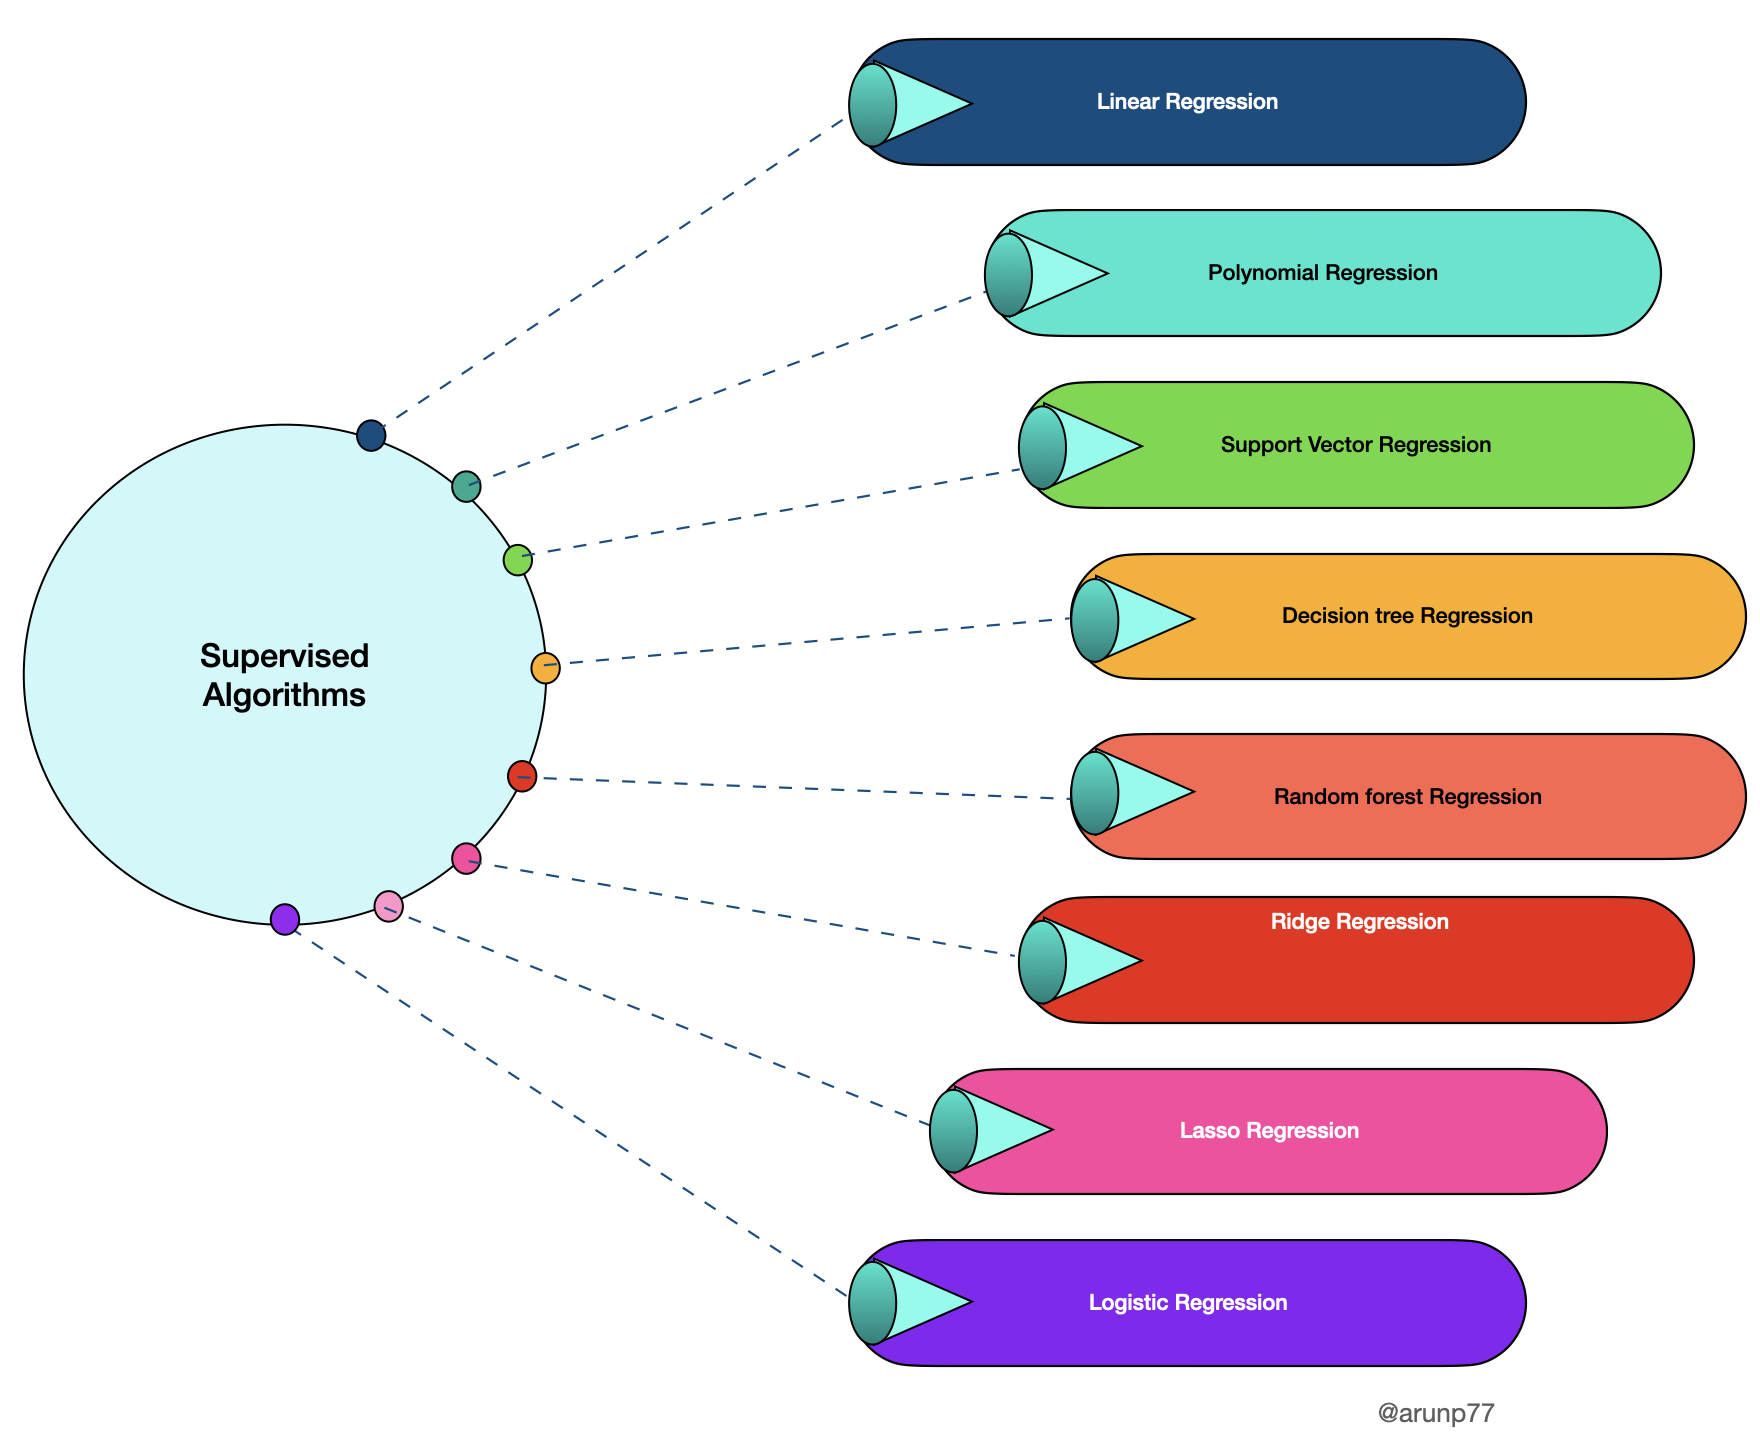 Linear Regression
Polynomial Regression
Support Vector Regression
Decision tree Regression
Supervised
Algorithms
Random forest Regression
Ridge Regression
Lasso Regression
Logistic Regression
@arunp77